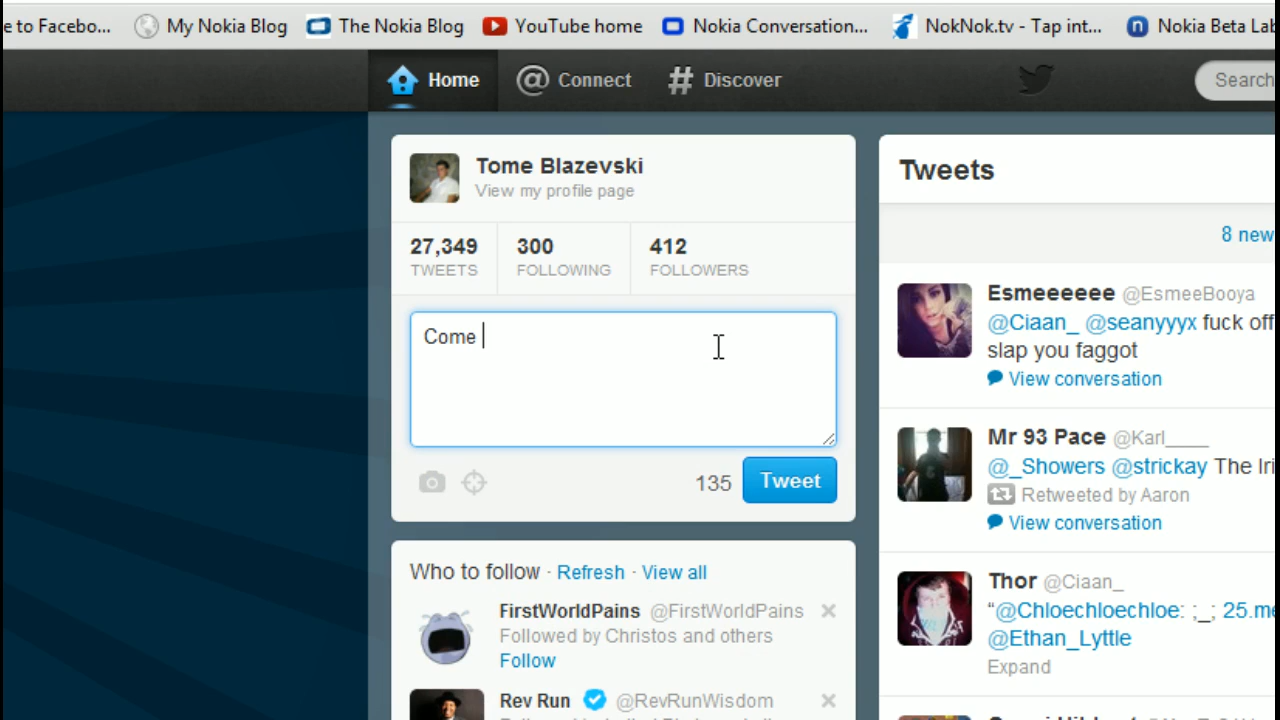 e to Facebo... My Nokia Blog The Nokia Blog YouTube home Nokia Conversation... NokNok.tv - Tap int... Nokia Beta Lab
Home @ Connect # Discover Search
Tome Blazevski
View my profile page
27,349 300 412
TWEETS FOLLOWING FOLLOWERS
Come
135 Tweet
Who to follow · Refresh · View all
FirstWorldPains @FirstWorldPains
Followed by Christos and others
Follow
Rev Run @RevRunWisdom
Tweets
8 new
Esmeeeeee @EsmeeBooya
@Ciaan_ @seanyyyx fuck off
slap you faggot
View conversation
Mr 93 Pace @Karl____
@_Showers @strickay The Iri
Retweeted by Aaron
View conversation
Thor @Ciaan_
“@Chloechloechloe: ;_; 25.me
@Ethan_Lyttle
Expand